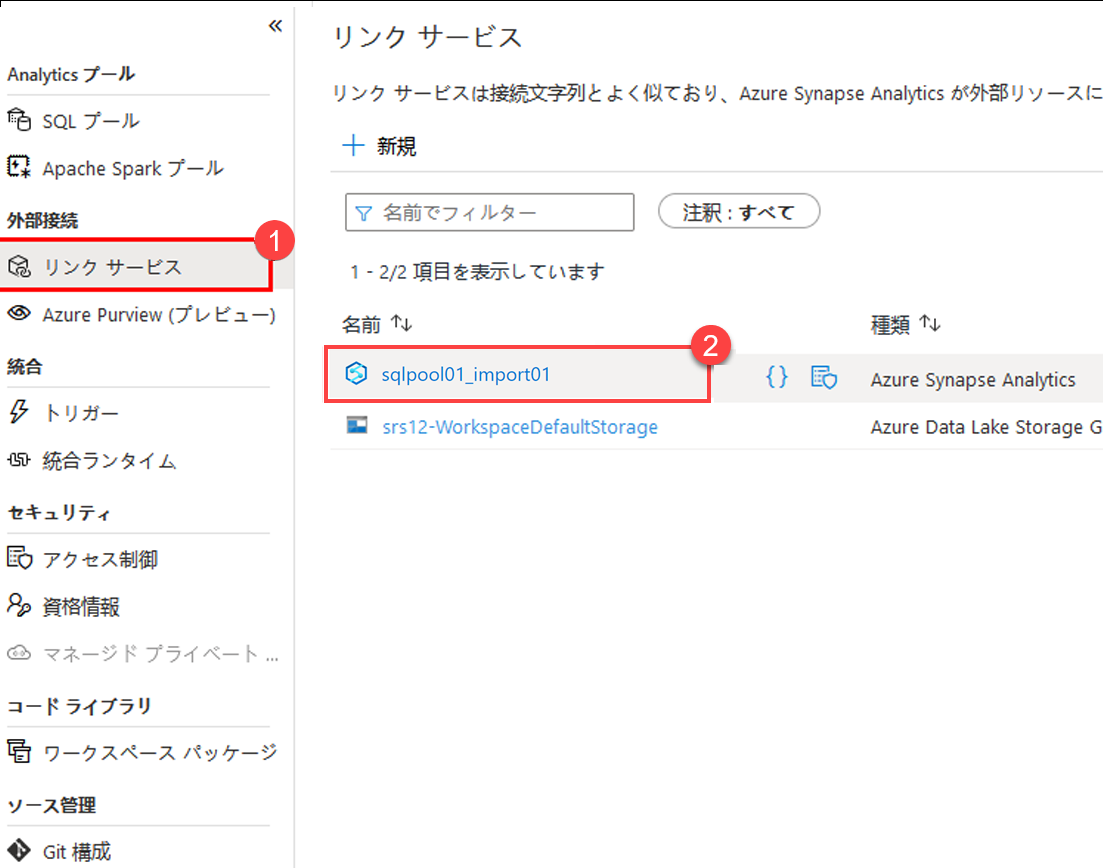 Analytics プール
SQL プール
Apache Spark プール
外部接続
1
リンク サービス
Azure Purview (プレビュー)
統合
トリガー
統合ランタイム
セキュリティ
アクセス制御
資格情報
マネージド プライベート ...
コード ライブラリ
ワークスペース パッケージ
ソース管理
Git 構成
リンク サービス
リンク サービスは接続文字列とよく似ており、Azure Synapse Analytics が外部リソースに
新規
名前でフィルター
注釈 : すべて
1 - 2/2 項目を表示しています
名前 種類
2
sqlpool01_import01 {} Azure Synapse Analytics
srs12-WorkspaceDefaultStorage Azure Data Lake Storage G